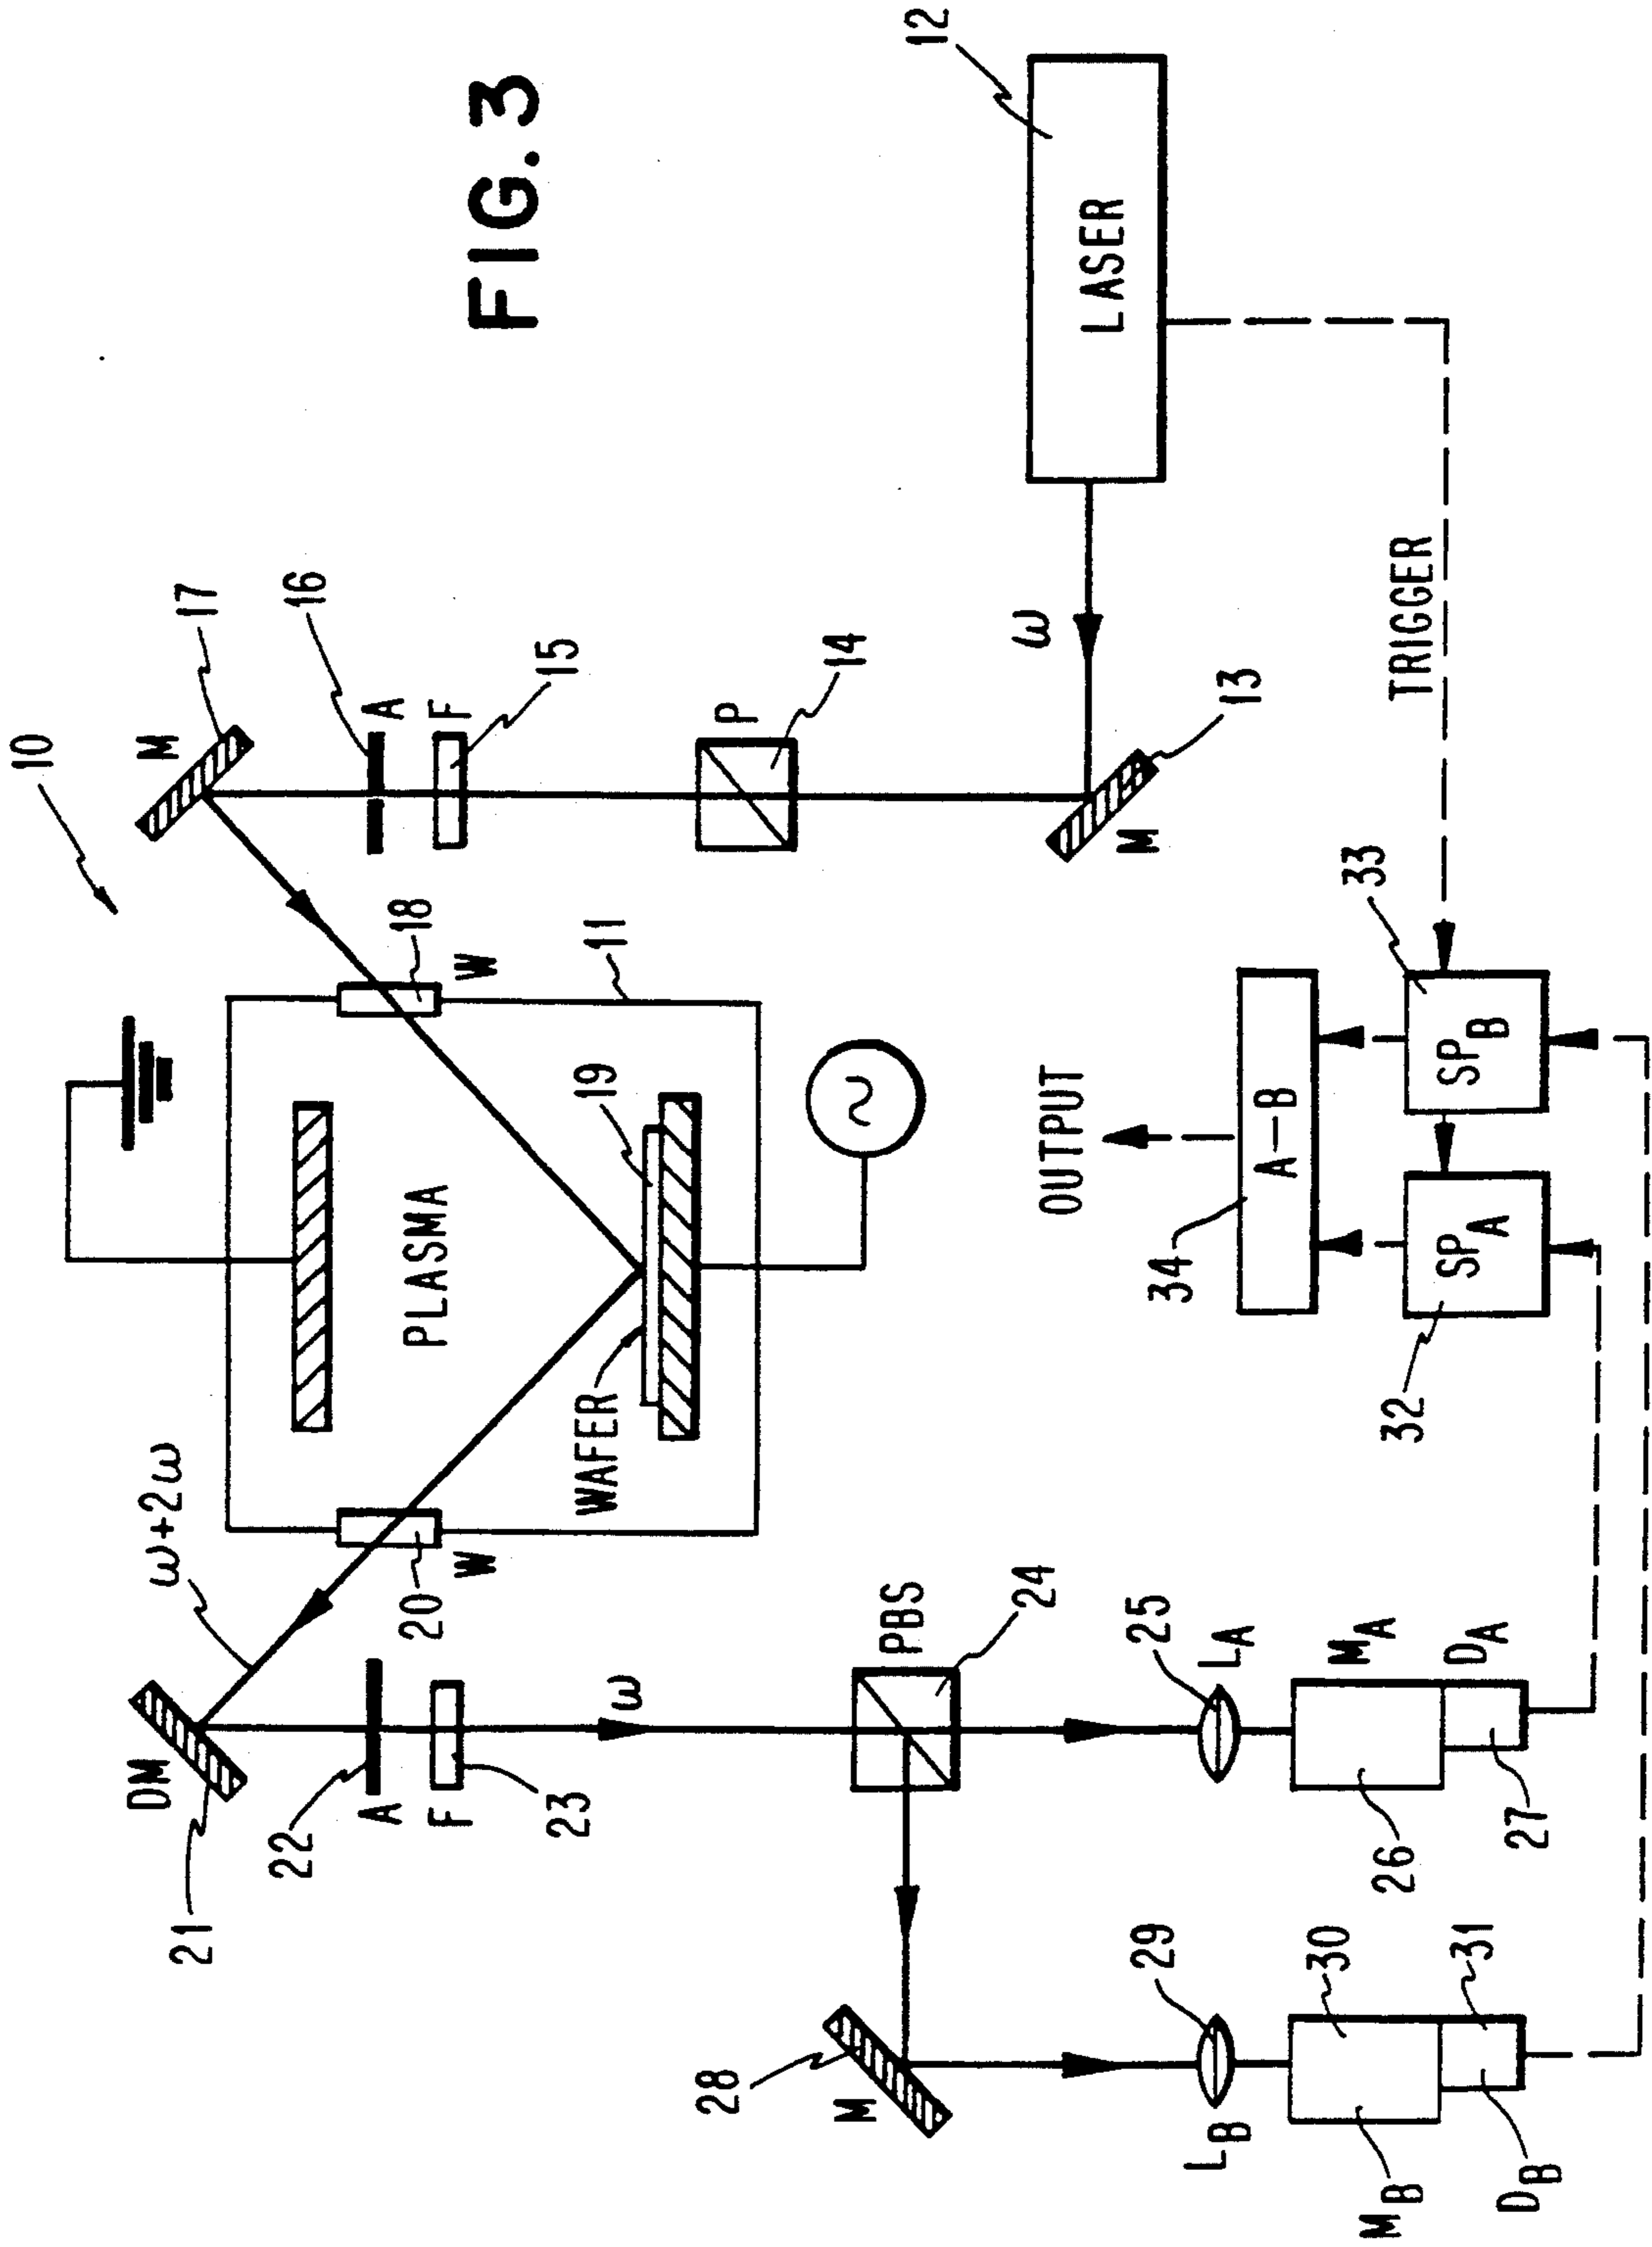 FIG. 3
10
ω+2ω
DM
21
22
A
F
23
ω
20
W
PLASMA
WAFER
19
18
W
11
M
17
16
A
F
15
P
14
M
13
ω
LASER
12
TRIGGER
PBS
24
28
M
25
L_A
29
L_B
M_A
26
D_A
27
30
M_B
31
D_B
OUTPUT
34
A-B
SP_A
32
SP_B
33